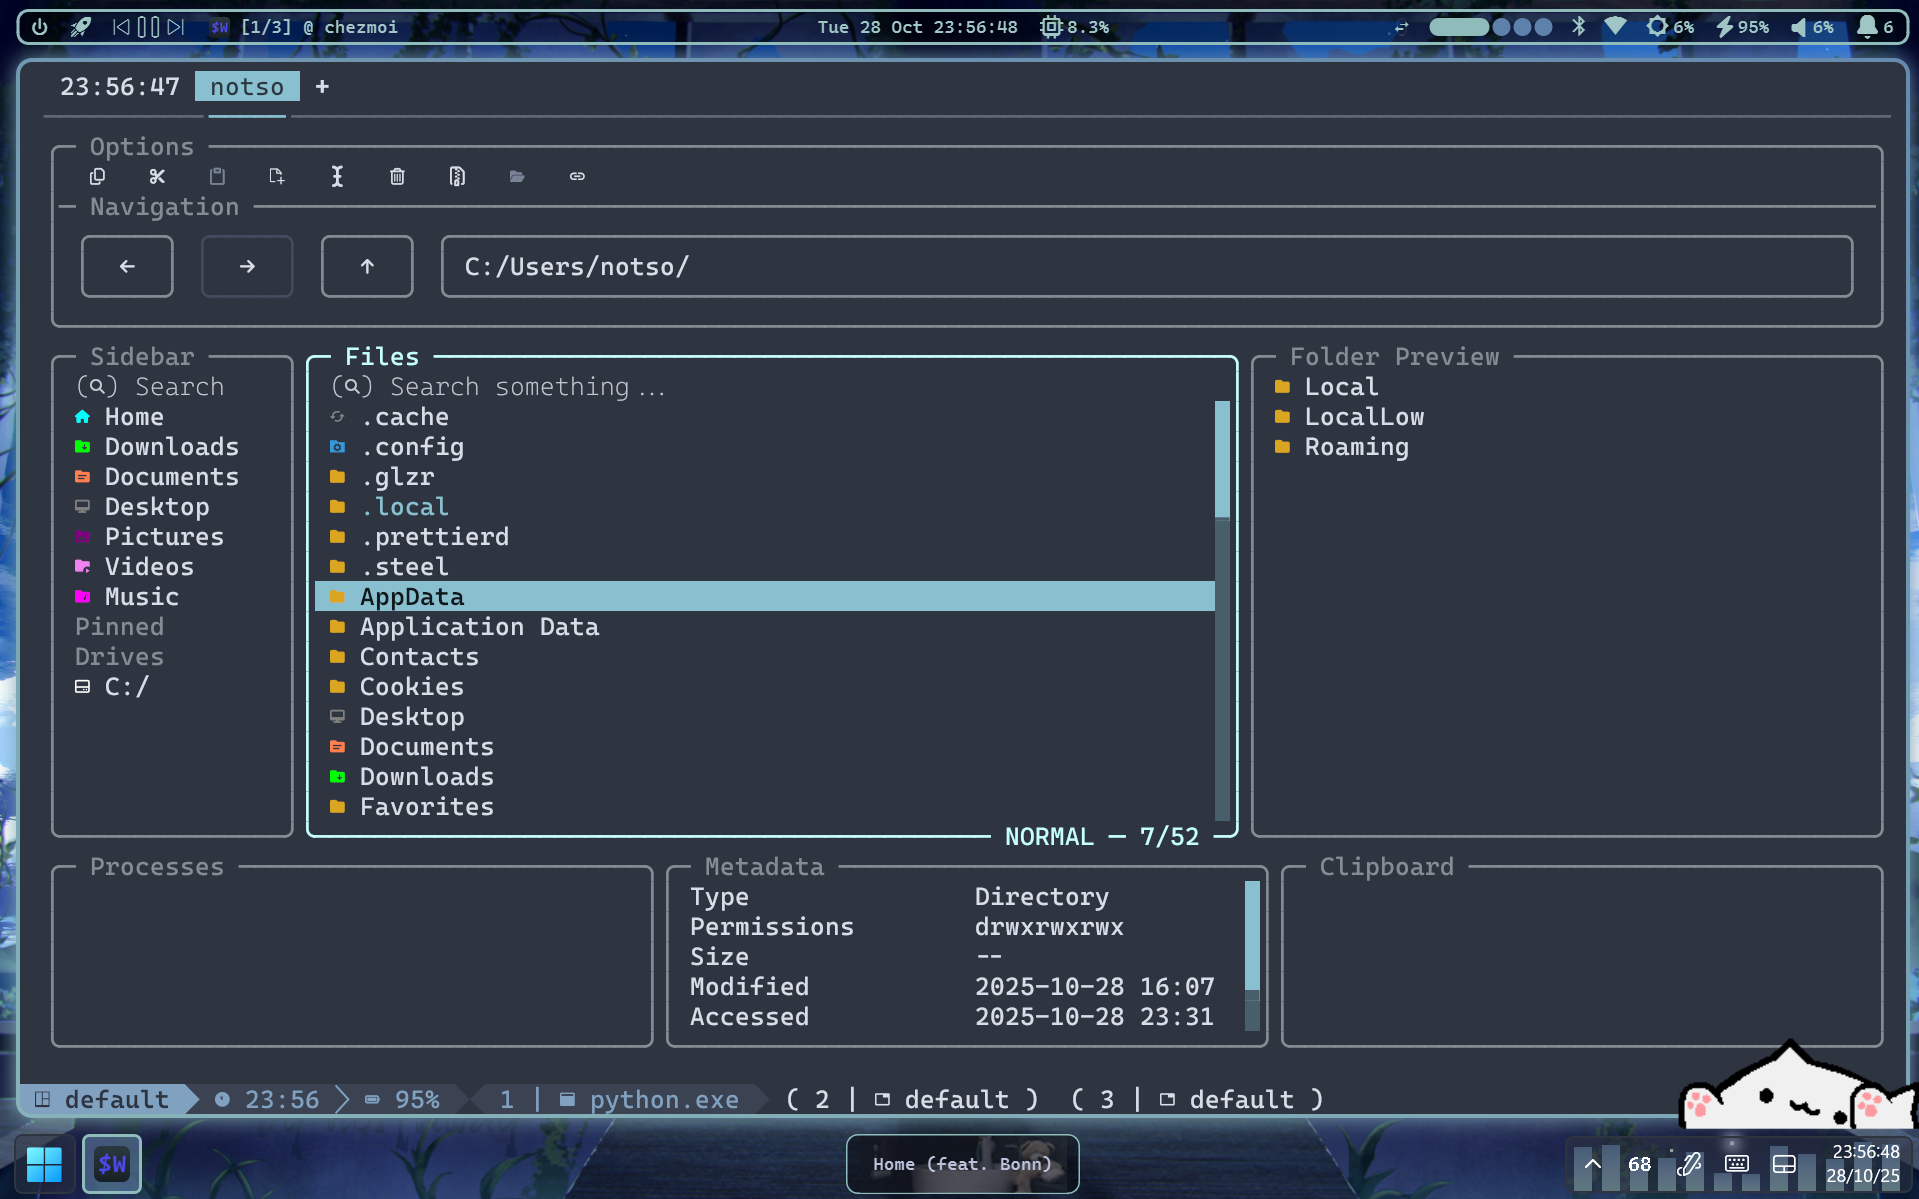 $W [1/3] @ chezmoi
Tue 28 Oct 23:56:48 8.3%
6% 95% 6% 6
23:56:47 notso +
Options
Navigation
← → ↑ C:/Users/notso/
Sidebar
Search
Home
Downloads
Documents
Desktop
Pictures
Videos
Music
Pinned
Drives
C:/
Files
Search something...
.cache
.config
.glzr
.local
.prettierd
.steel
AppData
Application Data
Contacts
Cookies
Desktop
Documents
Downloads
Favorites
NORMAL — 7/52
Folder Preview
Local
LocalLow
Roaming
Processes
Metadata
Type Directory
Permissions drwxrwxrwx
Size --
Modified 2025-10-28 16:07
Accessed 2025-10-28 23:31
Clipboard
default 23:56 95% 1 | python.exe ( 2 | default ) ( 3 | default )
$W
Home (feat. Bonn)
68
23:56:48
28/10/25